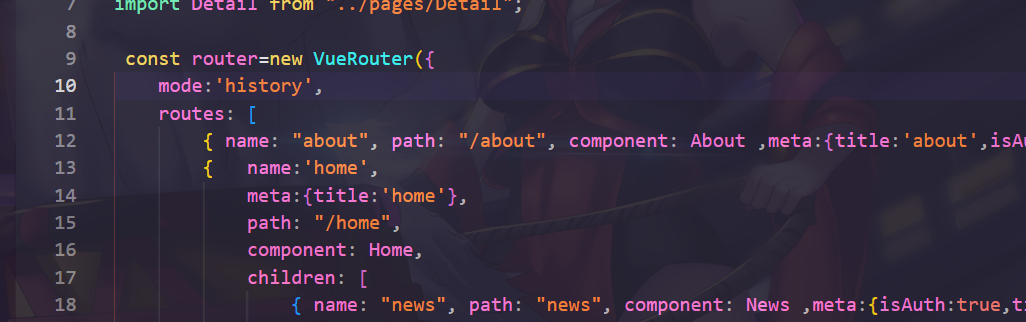 7 import Detail from "../pages/Detail";
8
9 const router=new VueRouter({
10 mode:'history',
11 routes: [
12 { name: "about", path: "/about", component: About ,meta:{title:'about',isAu
13 { name:'home',
14 meta:{title:'home'},
15 path: "/home",
16 component: Home,
17 children: [
18 { name: "news", path: "news", component: News ,meta:{isAuth:true,ti